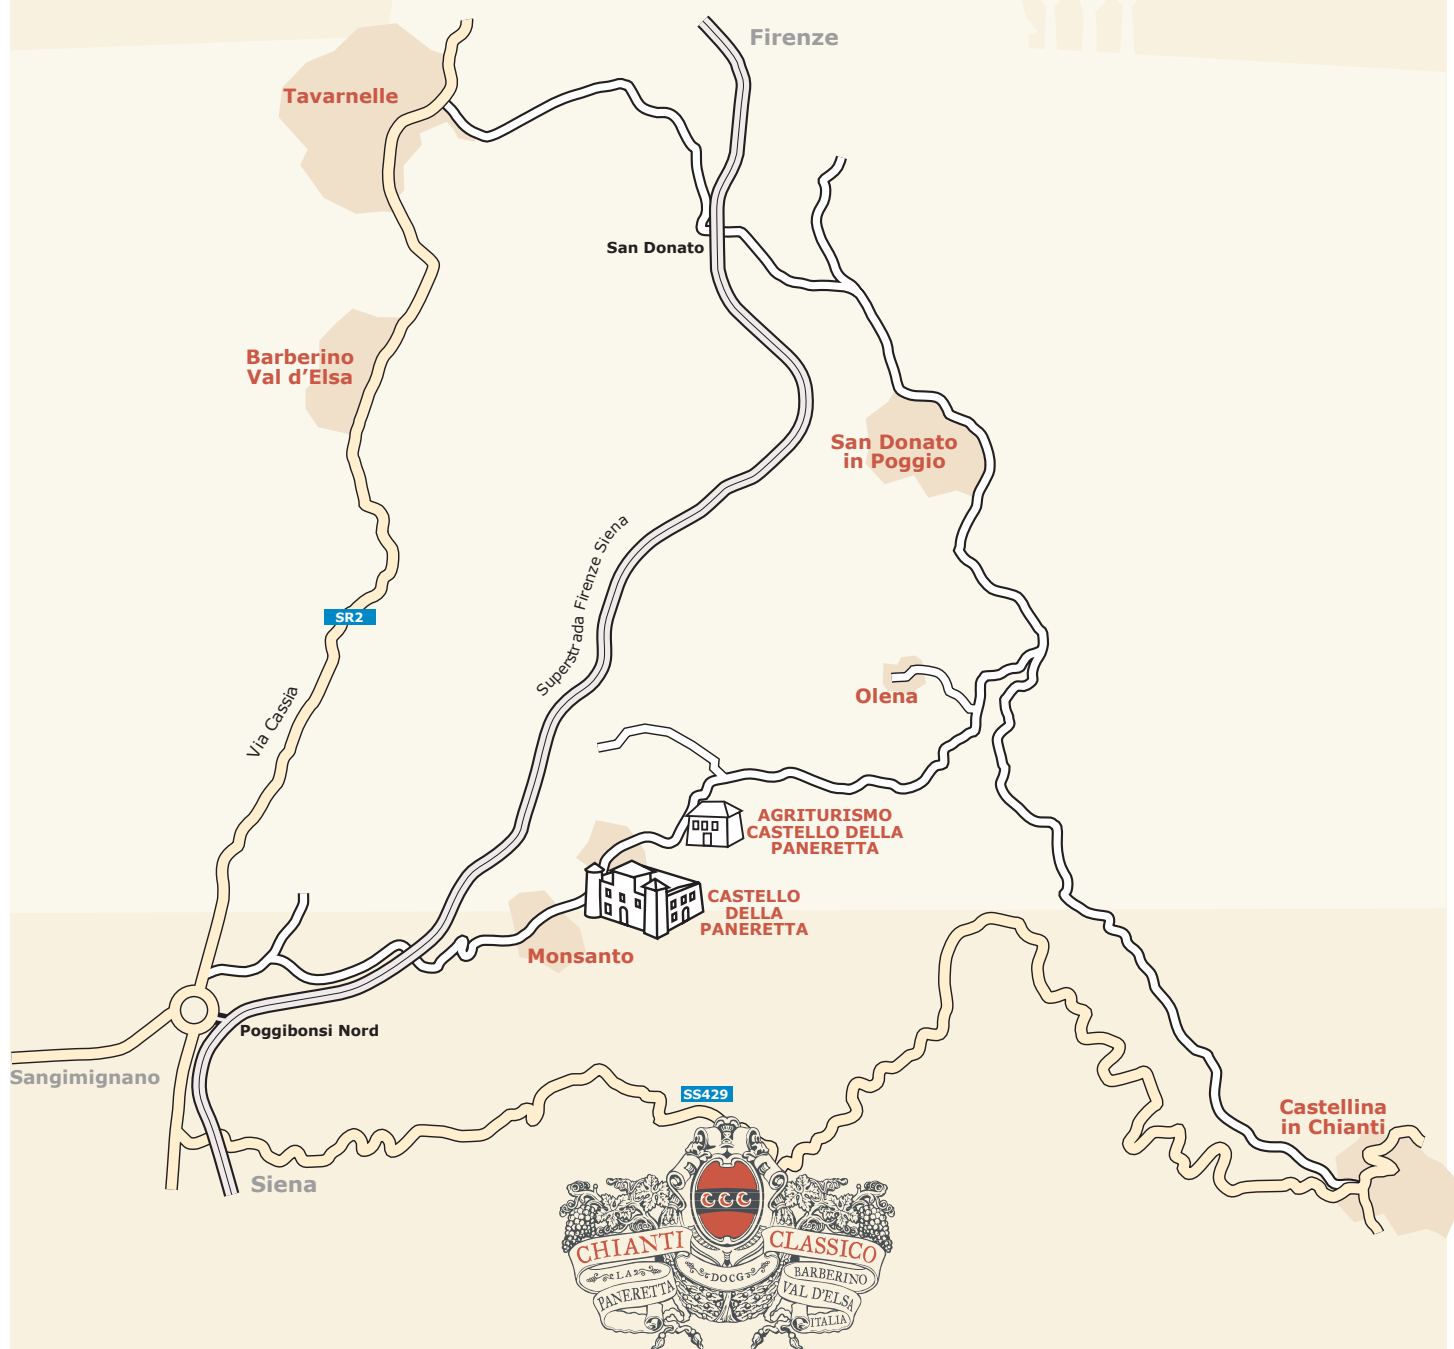 Firenze
Tavarnelle
San Donato
Barberino
Val d’Elsa
San Donato
in Poggio
Superstrada Firenze Siena
SR2
Via Cassia
Olena
AGRITURISMO
CASTELLO DELLA
PANERETTA
CASTELLO
DELLA
PANERETTA
Monsanto
Poggibonsi Nord
Sangimignano
SS429
Castellina
in Chianti
Siena
CHIANTI CLASSICO
LA
PANERETTA
DOCG
BARBERINO
VAL D'ELSA
ITALIA